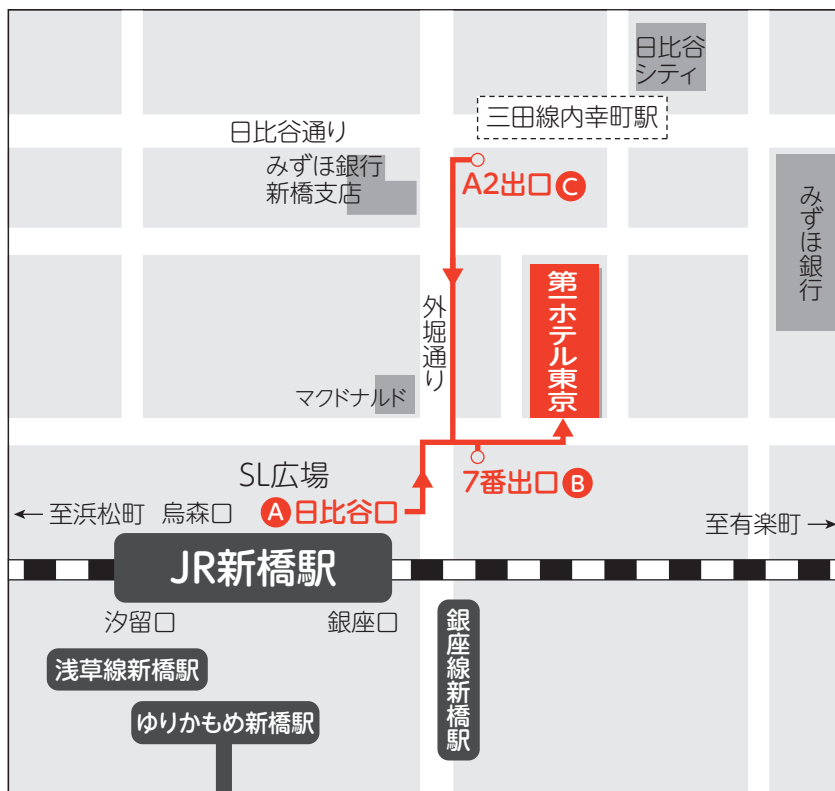 日比谷
シティ
三田線内幸町駅
日比谷通り
みずほ銀行
新橋支店
A2出口 C
みずほ銀行
第一ホテル東京
外堀通り
マクドナルド
SL広場
7番出口 B
←至浜松町
烏森口
A 日比谷口
至有楽町→
JR新橋駅
汐留口
銀座口
銀座線新橋駅
浅草線新橋駅
ゆりかもめ新橋駅